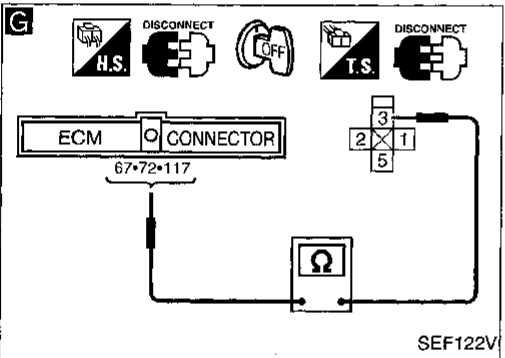 G
DISCONNECT
H.S.
OFF
T.S.
DISCONNECT
ECM
CONNECTOR
3
2
1
5
67•72•117
Ω
SEF122V